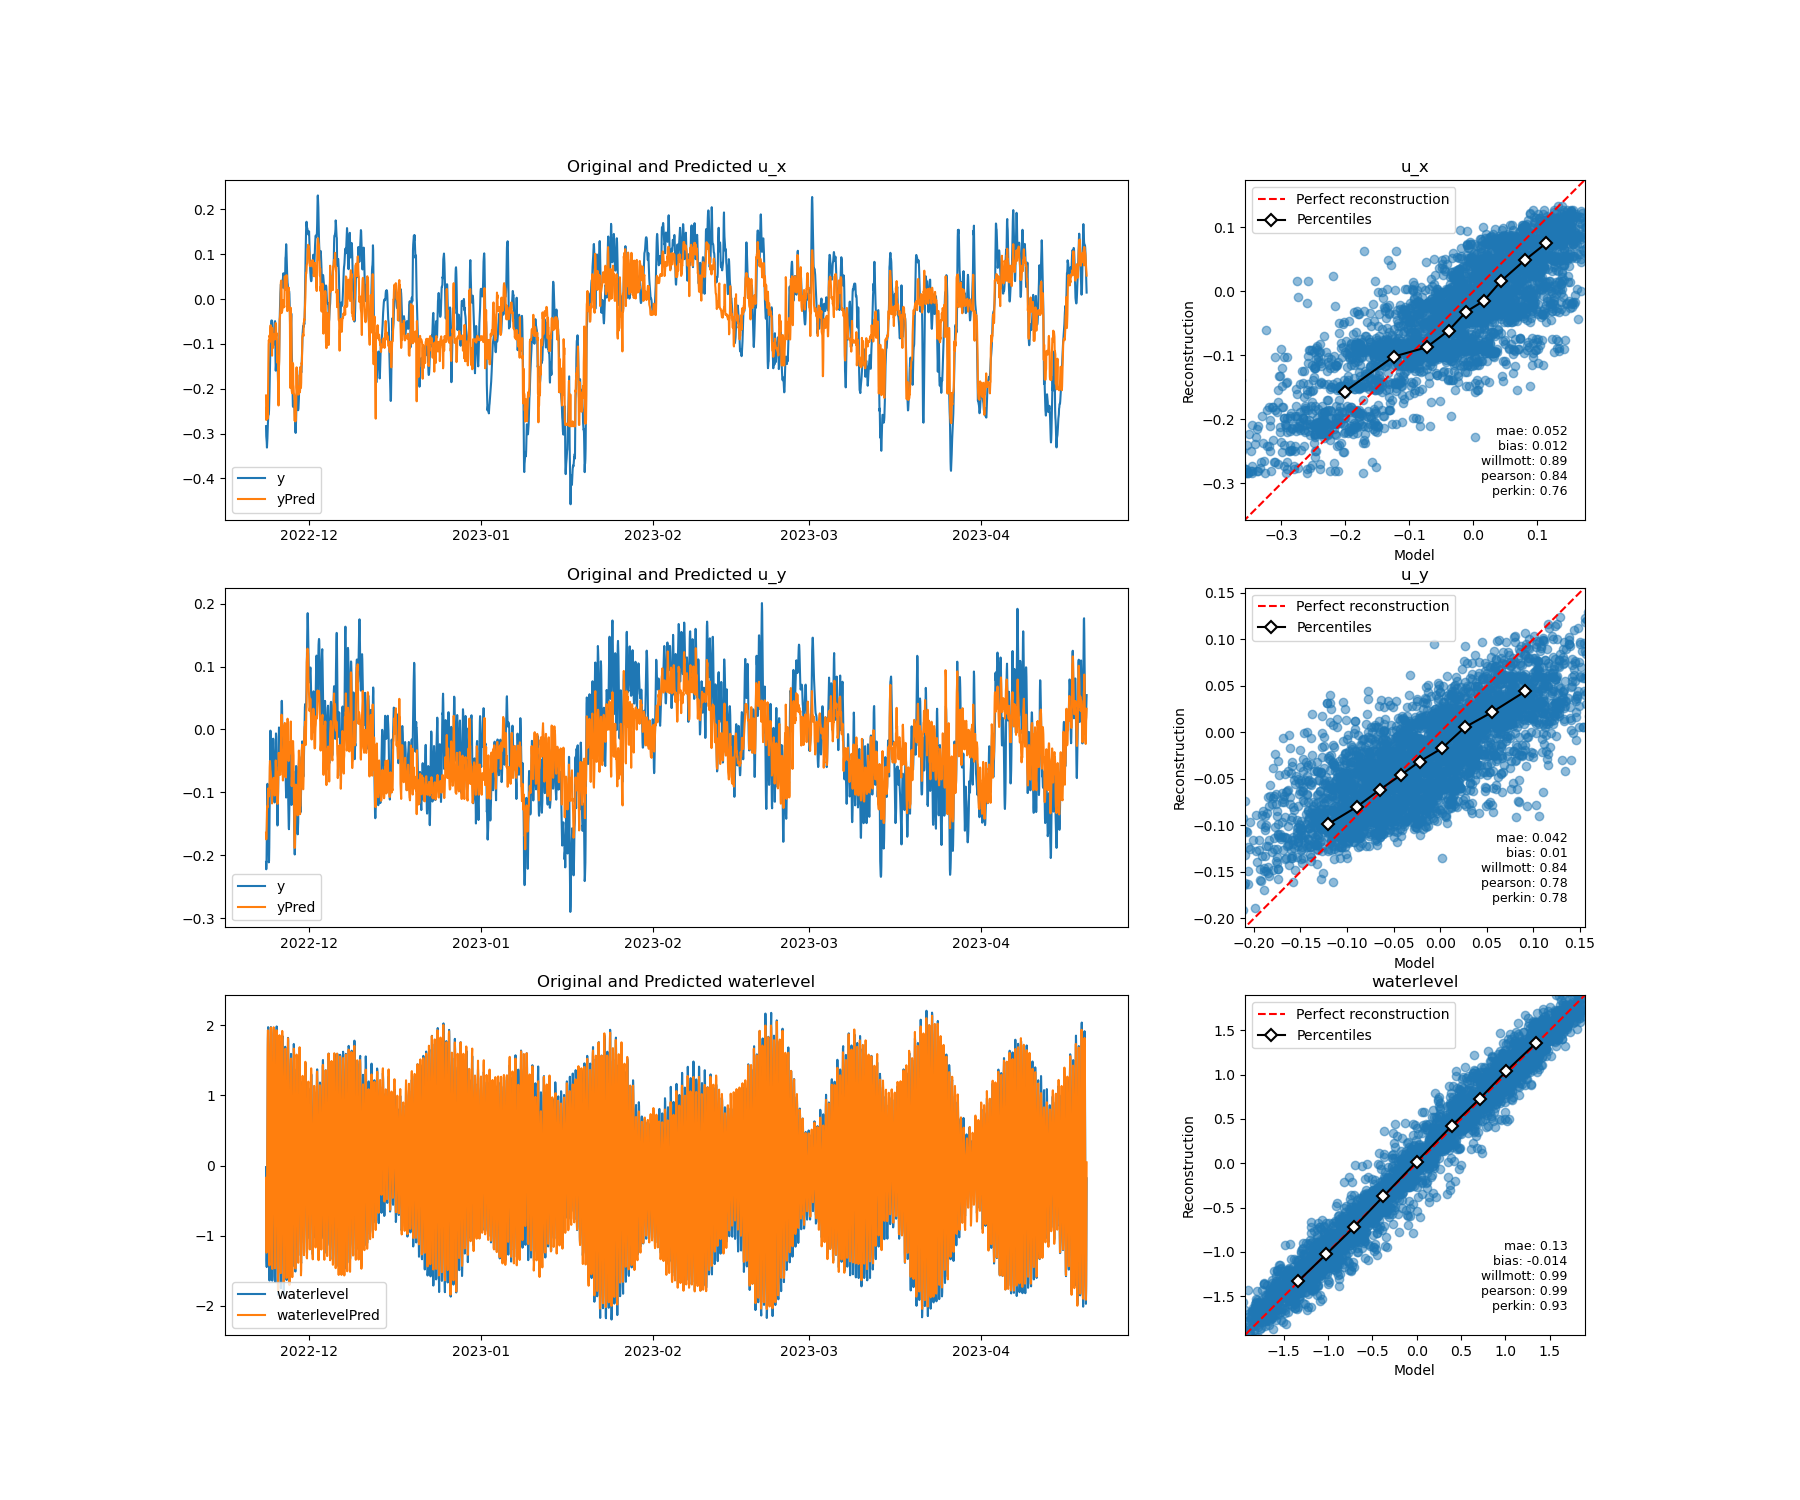 Original and Predicted u_x
0.2
0.1
0.0
−0.1
−0.2
−0.3
−0.4
y
yPred
2022-12
2023-01
2023-02
2023-03
2023-04
u_x
Perfect reconstruction
Percentiles
Reconstruction
0.1
0.0
−0.1
−0.2
−0.3
mae: 0.052
bias: 0.012
willmott: 0.89
pearson: 0.84
perkin: 0.76
−0.3
−0.2
−0.1
0.0
0.1
Model
Original and Predicted u_y
0.2
0.1
0.0
−0.1
−0.2
−0.3
y
yPred
2022-12
2023-01
2023-02
2023-03
2023-04
u_y
Perfect reconstruction
Percentiles
Reconstruction
0.15
0.10
0.05
0.00
−0.05
−0.10
−0.15
−0.20
mae: 0.042
bias: 0.01
willmott: 0.84
pearson: 0.78
perkin: 0.78
−0.20
−0.15
−0.10
−0.05
0.00
0.05
0.10
0.15
Model
Original and Predicted waterlevel
2
1
0
−1
−2
waterlevel
waterlevelPred
2022-12
2023-01
2023-02
2023-03
2023-04
waterlevel
Perfect reconstruction
Percentiles
Reconstruction
1.5
1.0
0.5
0.0
−0.5
−1.0
−1.5
mae: 0.13
bias: -0.014
willmott: 0.99
pearson: 0.99
perkin: 0.93
−1.5
−1.0
−0.5
0.0
0.5
1.0
1.5
Model